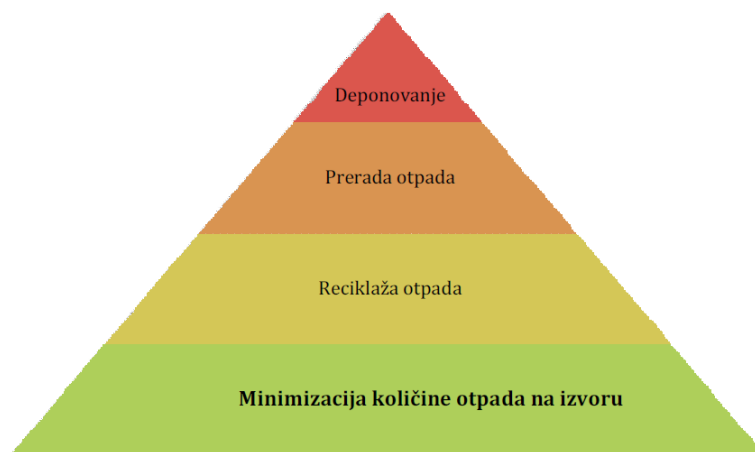 Deponovanje
Prerada otpada
Reciklaža otpada
Minimizacija količine otpada na izvoru